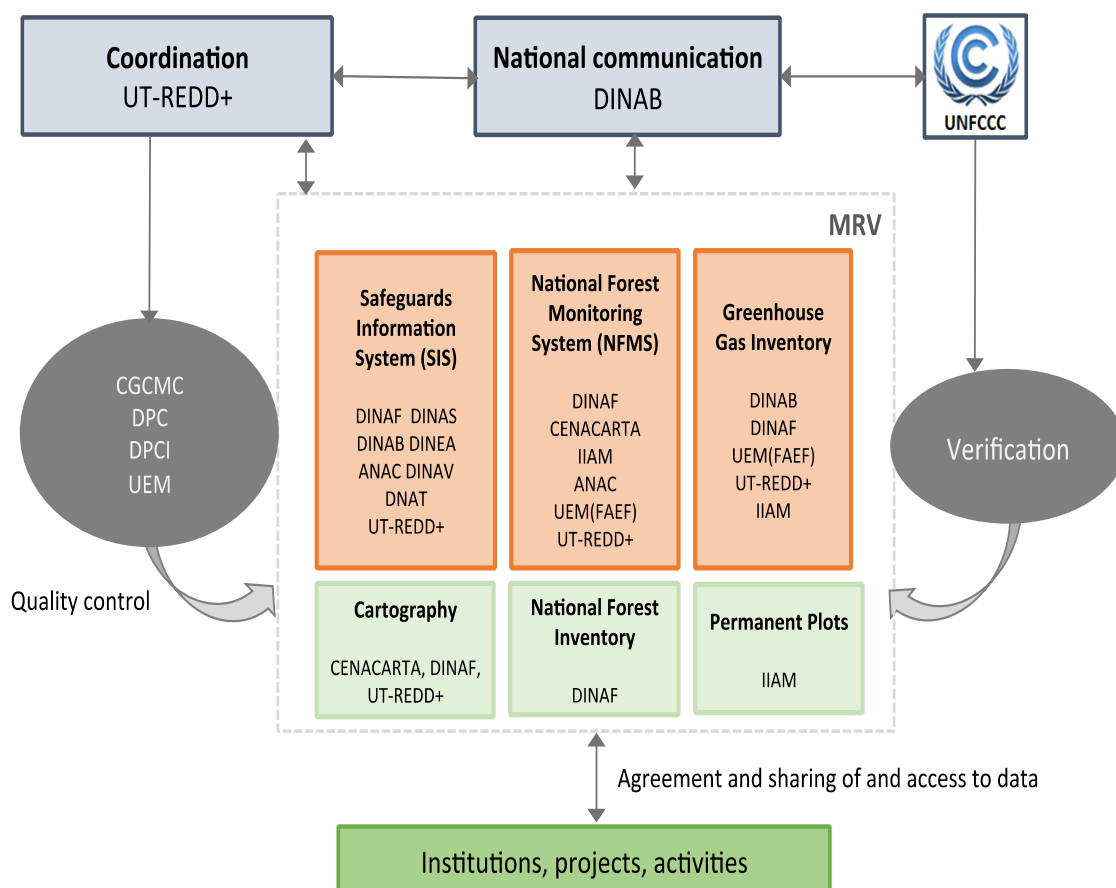 Coordination
UT-REDD+
National communication
DINAB
UNFCCC
MRV
Safeguards
Information
System (SIS)
DINAF DINAS
DINAB DINEA
ANAC DINAV
DNAT
UT-REDD+
National Forest
Monitoring
System (NFMS)
DINAF
CENACARTA
IIAM
ANAC
UEM(FAEF)
UT-REDD+
Greenhouse
Gas Inventory
DINAB
DINAF
UEM(FAEF)
UT-REDD+
IIAM
CGCMC
DPC
DPCI
UEM
Verification
Quality control
Cartography
CENACARTA, DINAF,
UT-REDD+
National Forest
Inventory
DINAF
Permanent Plots
IIAM
Agreement and sharing of and access to data
Institutions, projects, activities